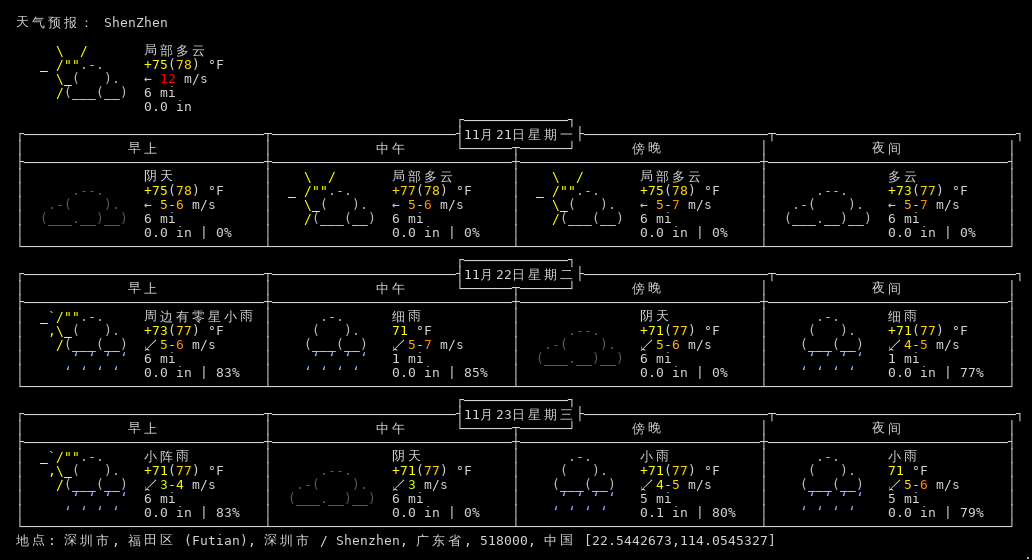 天气预报： ShenZhen
局部多云
+75(78) °F
← 12 m/s
6 mi
0.0 in
11月21日星期一
早上 中午 傍晚 夜间
阴天 局部多云 局部多云 多云
+75(78) °F +77(78) °F +75(78) °F +73(77) °F
← 5-6 m/s ← 5-6 m/s ← 5-7 m/s ← 5-7 m/s
6 mi 6 mi 6 mi 6 mi
0.0 in | 0% 0.0 in | 0% 0.0 in | 0% 0.0 in | 0%
11月22日星期二
早上 中午 傍晚 夜间
周边有零星小雨 细雨 阴天 细雨
+73(77) °F 71 °F +71(77) °F +71(77) °F
↙ 5-6 m/s ↙ 5-7 m/s ↙ 5-6 m/s ↙ 4-5 m/s
6 mi 1 mi 6 mi 1 mi
0.0 in | 83% 0.0 in | 85% 0.0 in | 0% 0.0 in | 77%
11月23日星期三
早上 中午 傍晚 夜间
小阵雨 阴天 小雨 小雨
+71(77) °F +71(77) °F +71(77) °F 71 °F
↙ 3-4 m/s ↙ 3 m/s ↙ 4-5 m/s ↙ 5-6 m/s
6 mi 6 mi 5 mi 5 mi
0.0 in | 83% 0.0 in | 0% 0.1 in | 80% 0.0 in | 79%
地点: 深圳市, 福田区 (Futian), 深圳市 / Shenzhen, 广东省, 518000, 中国 [22.5442673,114.0545327]